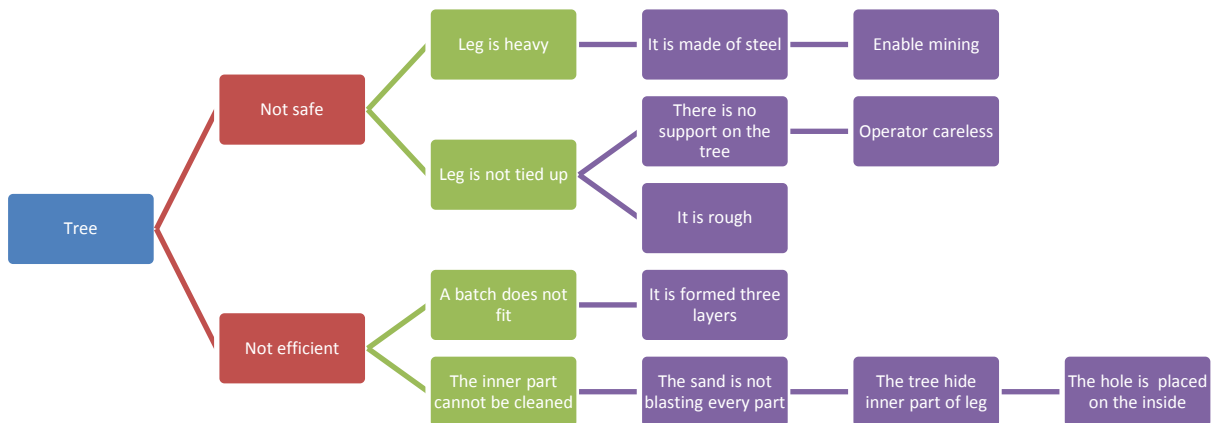 Tree
Not safe
Leg is heavy
It is made of steel
Enable mining
Leg is not tied up
There is no
support on the
tree
Operator careless
It is rough
Not efficient
A batch does not
fit
It is formed three
layers
The inner part
cannot be cleaned
The sand is not
blasting every part
The tree hide
inner part of leg
The hole is placed
on the inside